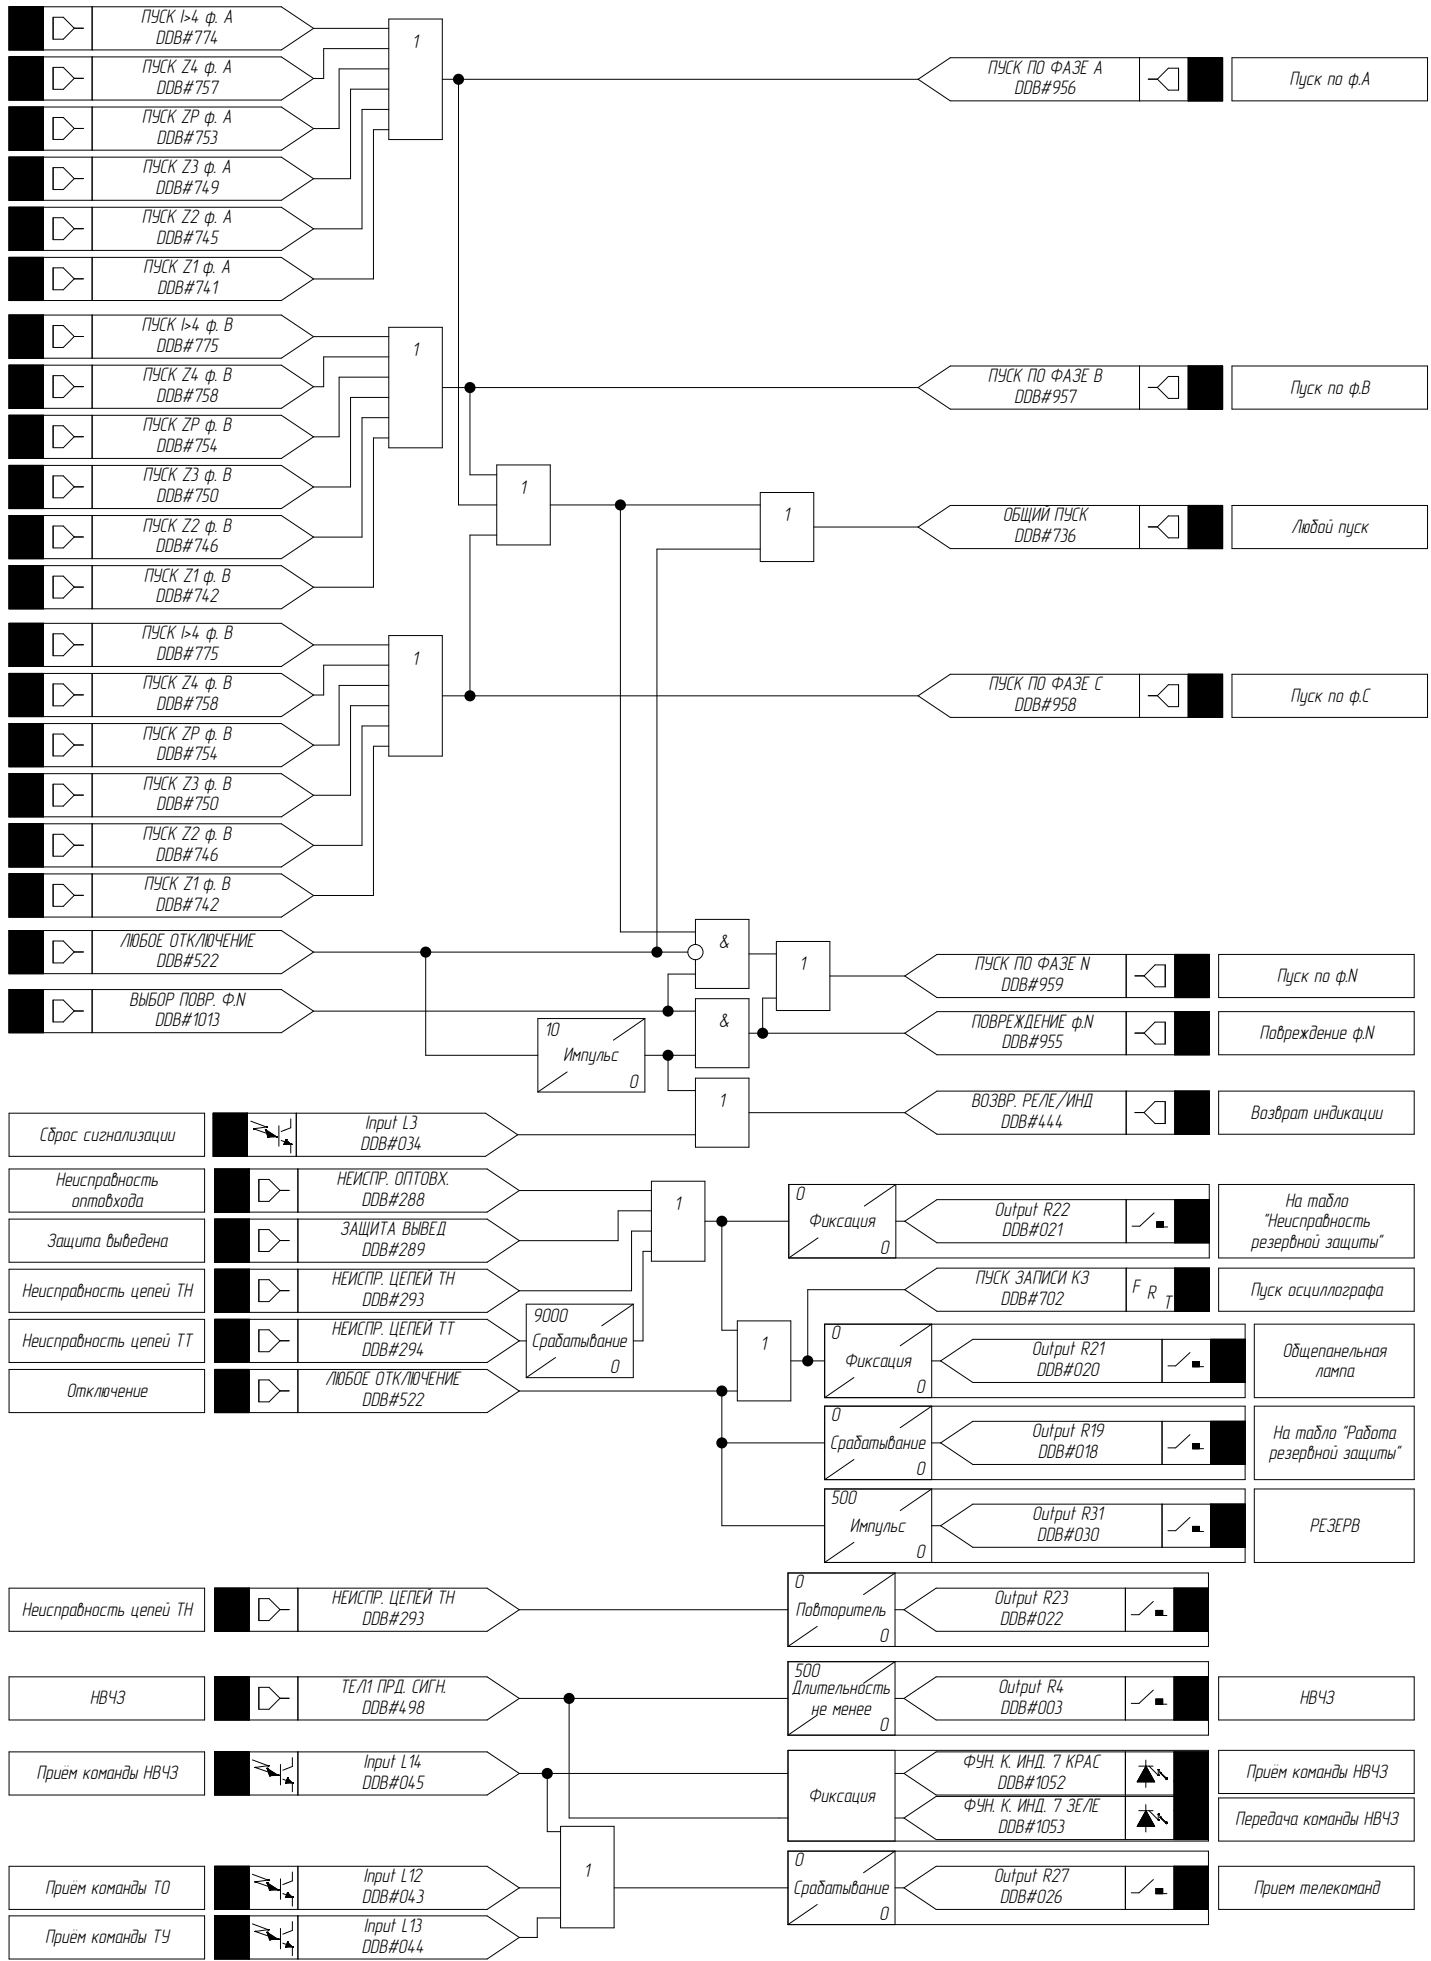 ПУСК I>4 ф. А
DDB#774
1
ПУСК Z4 ф. А
DDB#757
ПУСК ПО ФАЗЕ А
DDB#956
Пуск по ф.А
ПУСК ZP ф. А
DDB#753
ПУСК Z3 ф. А
DDB#749
ПУСК Z2 ф. А
DDB#745
ПУСК Z1 ф. А
DDB#741
ПУСК I>4 ф. В
DDB#775
1
ПУСК Z4 ф. В
DDB#758
ПУСК ПО ФАЗЕ В
DDB#957
Пуск по ф.В
ПУСК ZP ф. В
DDB#754
ПУСК Z3 ф. В
DDB#750
1
ПУСК Z2 ф. В
DDB#746
1
ОБЩИЙ ПУСК
DDB#736
Любой пуск
ПУСК Z1 ф. В
DDB#742
ПУСК I>4 ф. В
DDB#775
1
ПУСК Z4 ф. В
DDB#758
ПУСК ПО ФАЗЕ С
DDB#958
Пуск по ф.С
ПУСК ZP ф. В
DDB#754
ПУСК Z3 ф. В
DDB#750
ПУСК Z2 ф. В
DDB#746
ПУСК Z1 ф. В
DDB#742
ЛЮБОЕ ОТКЛЮЧЕНИЕ
DDB#522
&
1
ПУСК ПО ФАЗЕ N
DDB#959
Пуск по ф.N
ВЫБОР ПОВР. Ф.N
DDB#1013
&
ПОВРЕЖДЕНИЕ ф.N
DDB#955
Повреждение ф.N
10
Импульс
0
1
ВОЗВР. РЕЛЕ/ИНД
DDB#444
Возврат индикации
Сброс сигнализации
Input L3
DDB#034
Неисправность
оптовхода
НЕИСПР. ОПТОВХ.
DDB#288
1
0
Фиксация
0
Output R22
DDB#021
На табло
"Неисправность
резервной защиты"
Защита выведена
ЗАЩИТА ВЫВЕД
DDB#289
Неисправность цепей ТН
НЕИСПР. ЦЕПЕЙ ТН
DDB#293
ПУСК ЗАПИСИ КЗ
DDB#702
F R T
Пуск осциллографа
Неисправность цепей ТТ
НЕИСПР. ЦЕПЕЙ ТТ
DDB#294
9000
Срабатывание
0
1
0
Фиксация
0
Output R21
DDB#020
Общепанельная
лампа
Отключение
ЛЮБОЕ ОТКЛЮЧЕНИЕ
DDB#522
0
Срабатывание
0
Output R19
DDB#018
На табло "Работа
резервной защиты"
500
Импульс
0
Output R31
DDB#030
РЕЗЕРВ
Неисправность цепей ТН
НЕИСПР. ЦЕПЕЙ ТН
DDB#293
0
Повторитель
0
Output R23
DDB#022
НВЧЗ
ТЕЛ1 ПРД. СИГН.
DDB#498
500
Длительность
не менее
0
Output R4
DDB#003
НВЧЗ
Приём команды НВЧЗ
Input L14
DDB#045
Фиксация
ФУН. К. ИНД. 7 КРАС
DDB#1052
Приём команды НВЧЗ
ФУН. К. ИНД. 7 ЗЕЛЕ
DDB#1053
Передача команды НВЧЗ
Приём команды ТО
Input L12
DDB#043
1
0
Срабатывание
0
Output R27
DDB#026
Прием телекоманд
Приём команды ТУ
Input L13
DDB#044